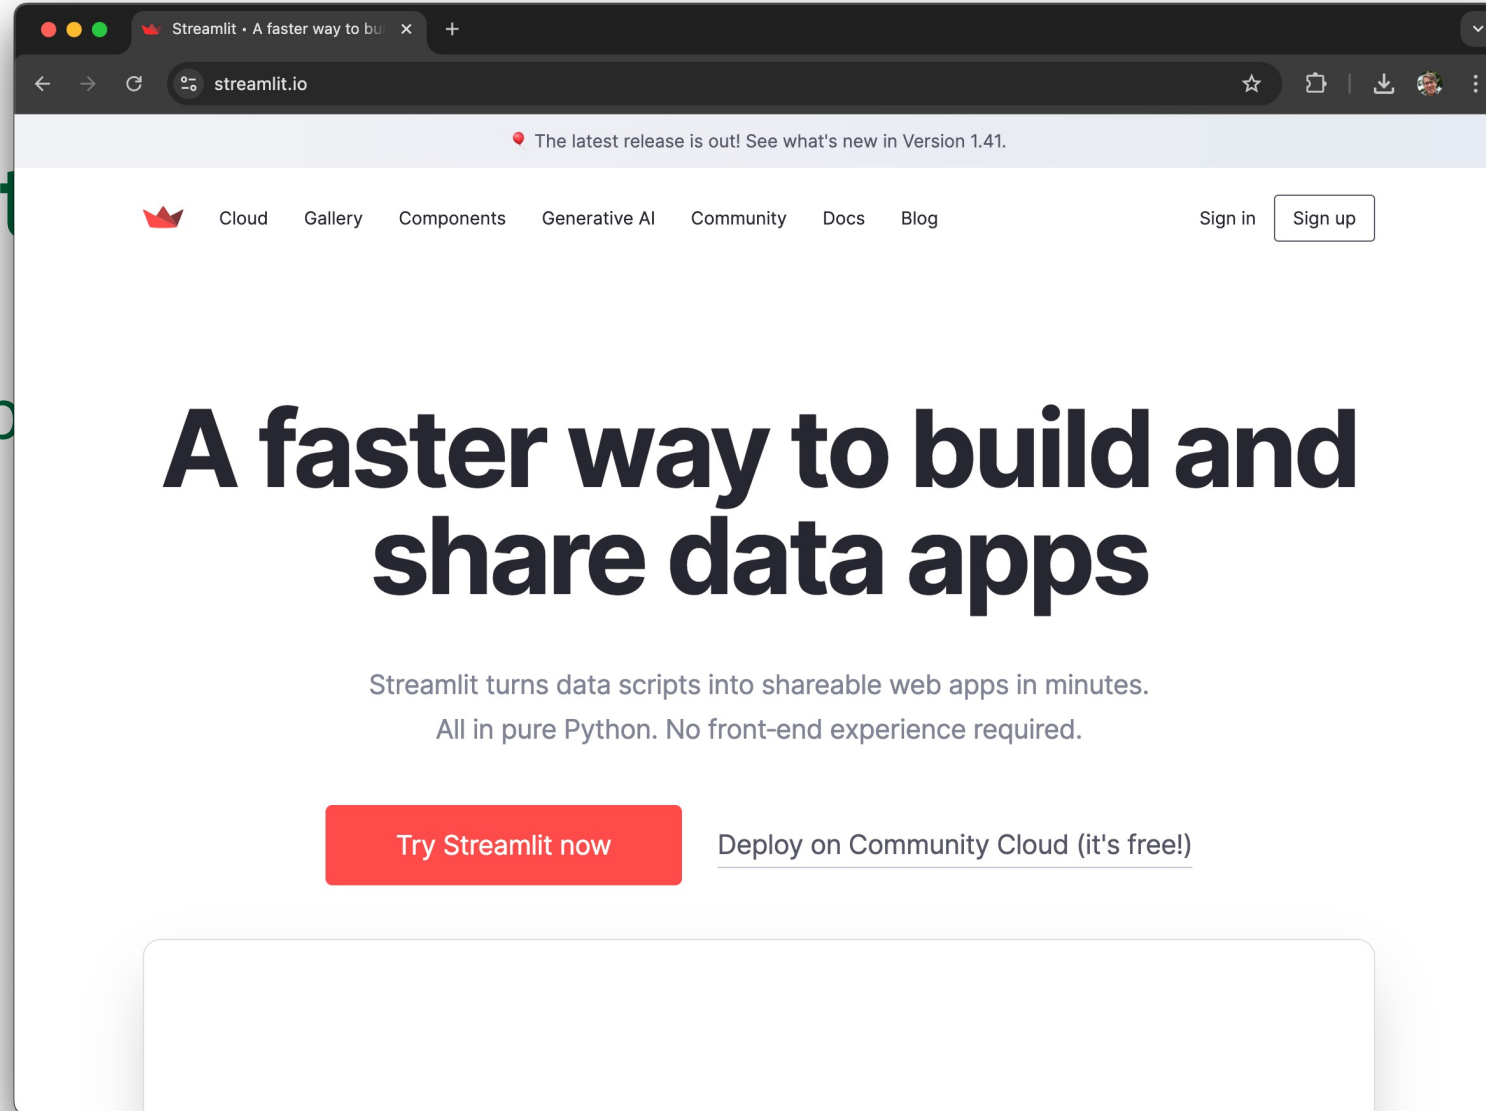 Streamlit • A faster way to bu
streamlit.io
The latest release is out! See what's new in Version 1.41.
Cloud Gallery Components Generative AI Community Docs Blog Sign in Sign up
A faster way to build and
share data apps
Streamlit turns data scripts into shareable web apps in minutes.
All in pure Python. No front-end experience required.
Try Streamlit now Deploy on Community Cloud (it's free!)